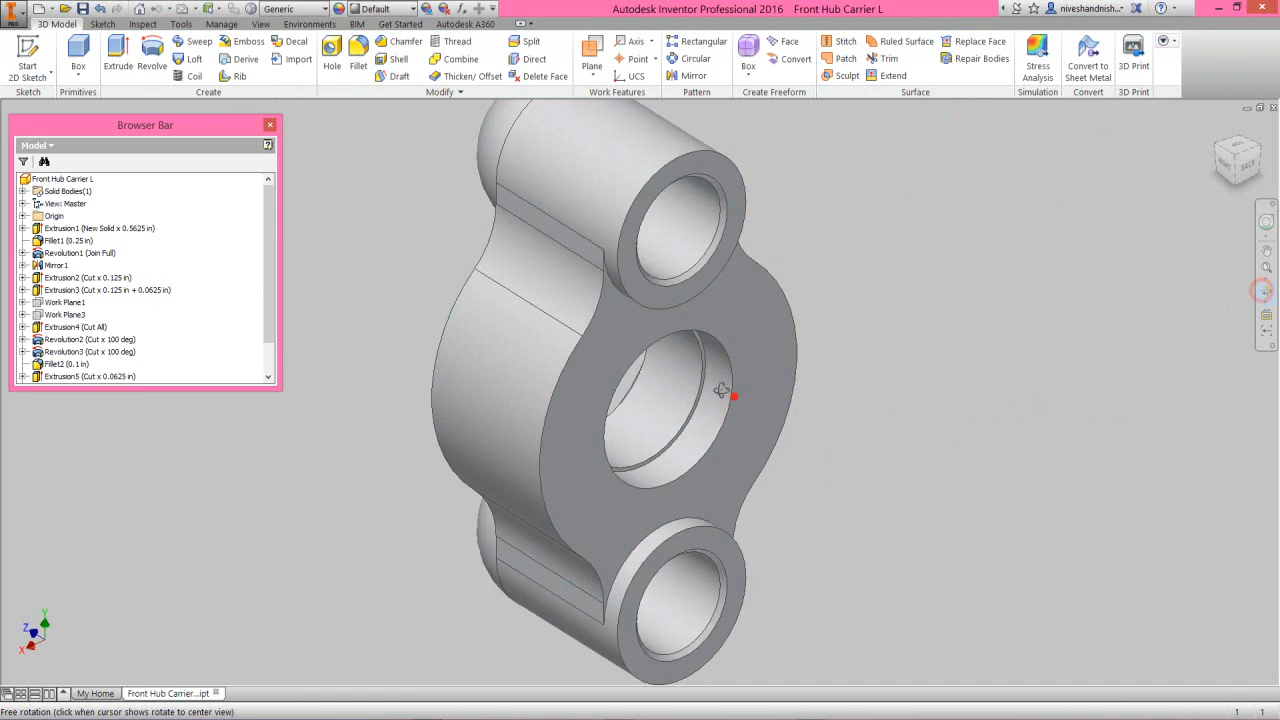 Generic
Default
Autodesk Inventor Professional 2016 Front Hub Carrier L
niveshandnish...
PRO
3D Model Sketch Inspect Tools Manage View Environments BIM Get Started Autodesk A360
Start
2D Sketch
Box
Extrude
Revolve
Sweep
Loft
Coil
Emboss
Derive
Rib
Decal
Import
Hole
Fillet
Chamfer
Shell
Draft
Thread
Combine
Thicken/ Offset
Split
Direct
Delete Face
Plane
Axis
Point
UCS
Rectangular
Circular
Mirror
Box
Face
Convert
Stitch
Patch
Sculpt
Ruled Surface
Trim
Extend
Replace Face
Repair Bodies
Stress
Analysis
Convert to
Sheet Metal
3D Print
Sketch Primitives Create Modify Work Features Pattern Create Freeform Surface Simulation Convert 3D Print
Browser Bar
Model
Front Hub Carrier L
Solid Bodies(1)
View: Master
Origin
Extrusion1 (New Solid x 0.5625 in)
Fillet1 (0.25 in)
Revolution1 (Join Full)
Mirror1
Extrusion2 (Cut x 0.125 in)
Extrusion3 (Cut x 0.125 in + 0.0625 in)
Work Plane1
Work Plane3
Extrusion4 (Cut All)
Revolution2 (Cut x 100 deg)
Revolution3 (Cut x 100 deg)
Fillet2 (0.1 in)
Extrusion5 (Cut x 0.0625 in)
BACK
Y
Z
X
My Home Front Hub Carrier...ipt
Free rotation (click when cursor shows rotate to center view) 1 1